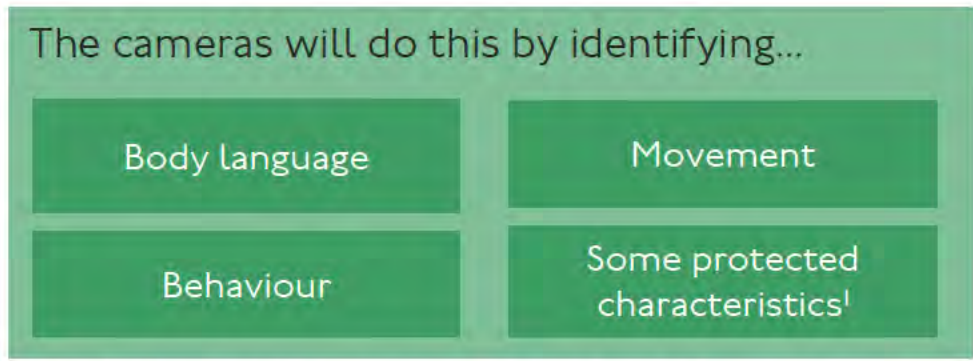 The cameras will do this by identifying...
Body language
Movement
Behaviour
Some protected
characteristics¹